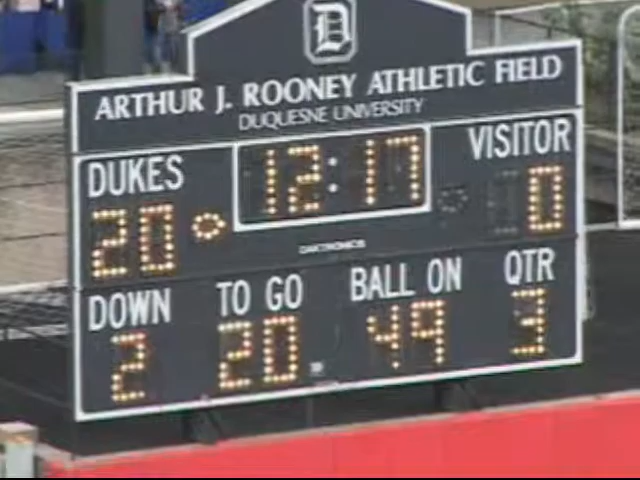 D
ARTHUR J. ROONEY ATHLETIC FIELD
DUQUESNE UNIVERSITY
DUKES 12:17 VISITOR
20 0
DAKTRONICS
DOWN TO GO BALL ON QTR
2 20 49 3